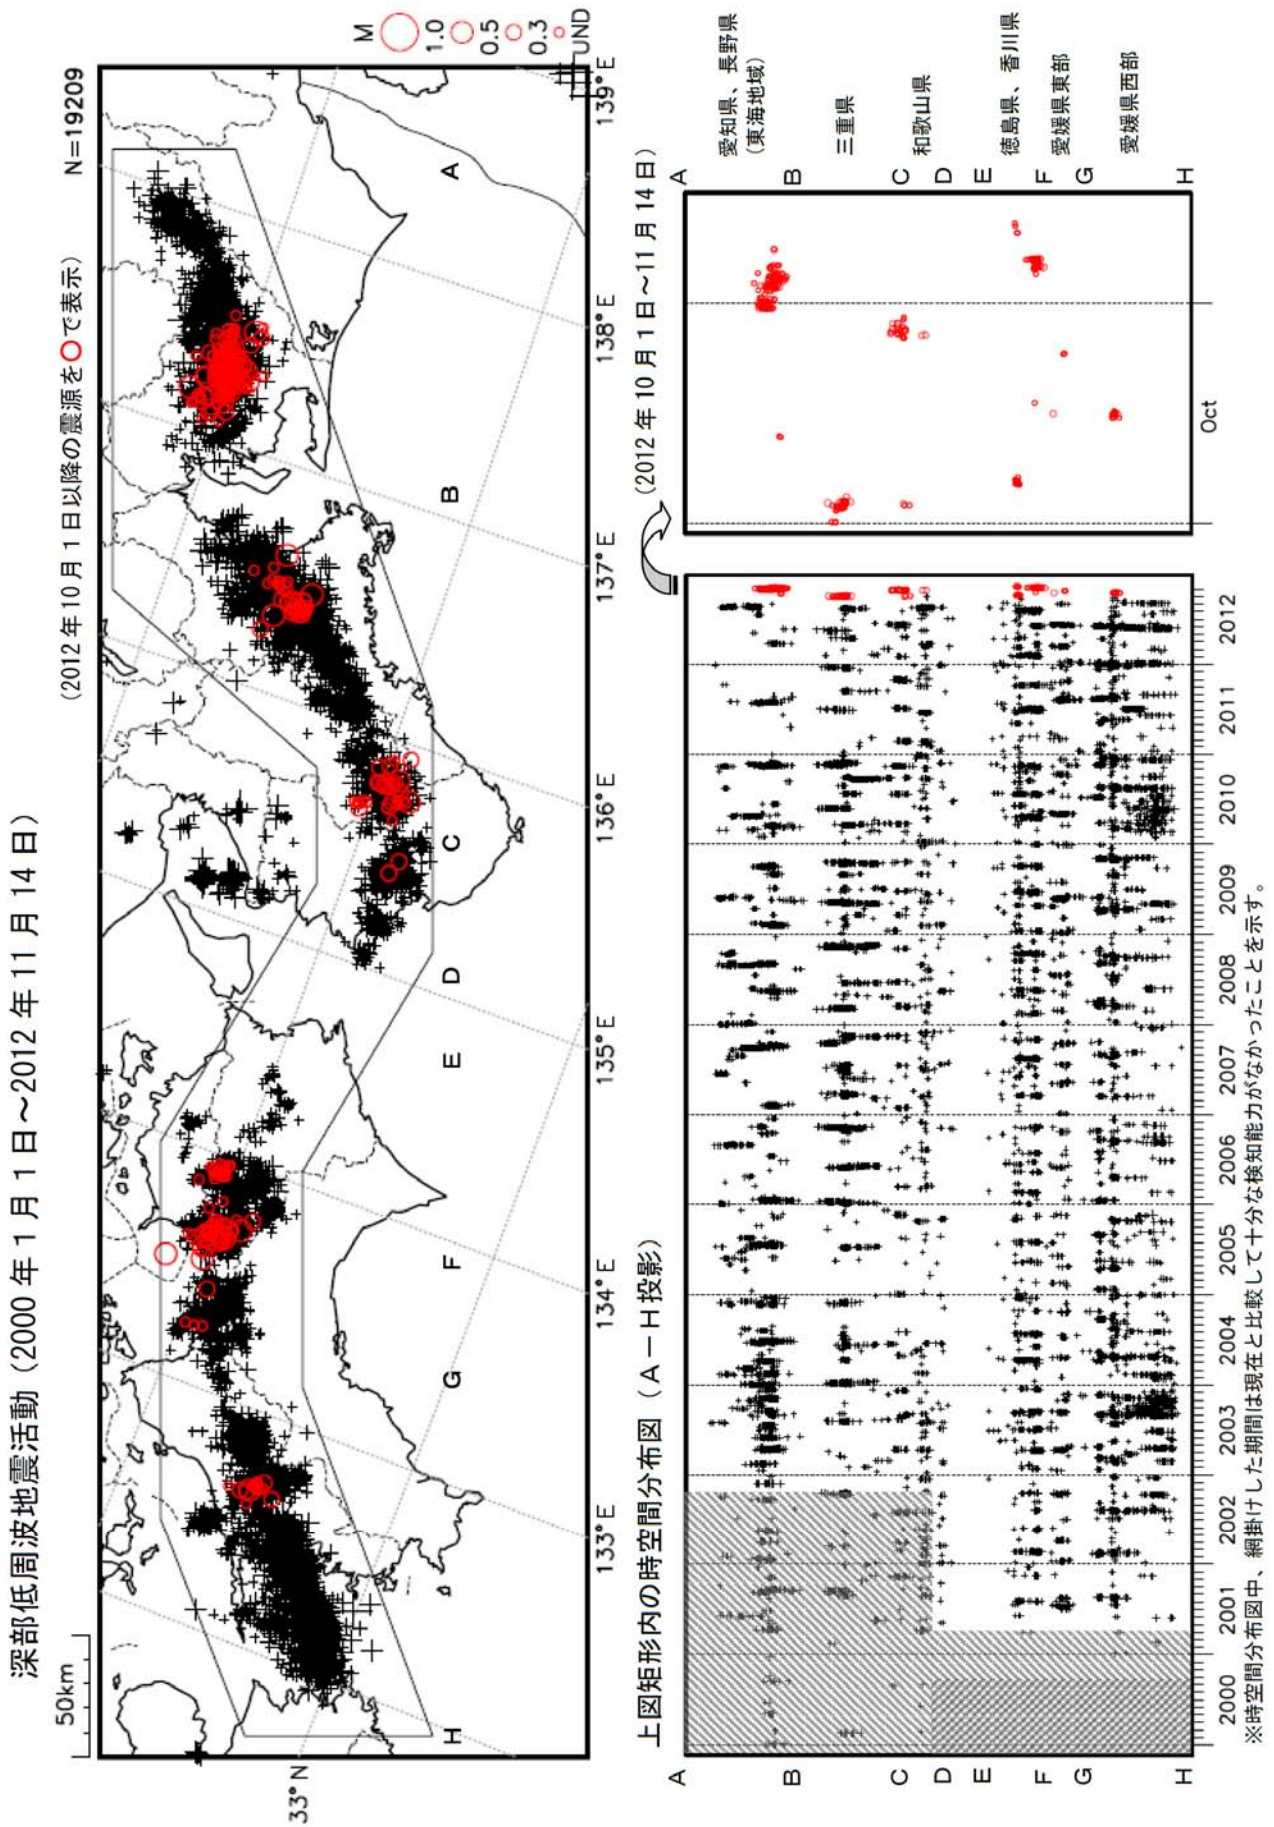 深部低周波地震活動(2000年1月1日～2012年11月14日)
(2012年10月1日以降の震源を○で表示)
N=19209
50km
M
1.0
0.5
0.3
UND
33°N
133°E
134°E
135°E
136°E
137°E
138°E
139°E
H
G
F
E
D
C
B
A
上図矩形内の時空間分布図(A－H投影)
(2012年10月1日～11月14日)
A
B
C
D
E
F
G
H
2000
2001
2002
2003
2004
2005
2006
2007
2008
2009
2010
2011
2012
A
B
C
D
E
F
G
H
Oct
愛知県、長野県
(東海地域)
三重県
和歌山県
徳島県、香川県
愛媛県東部
愛媛県西部
※時空間分布図中、網掛けした期間は現在と比較して十分な検知能力がなかったことを示す。